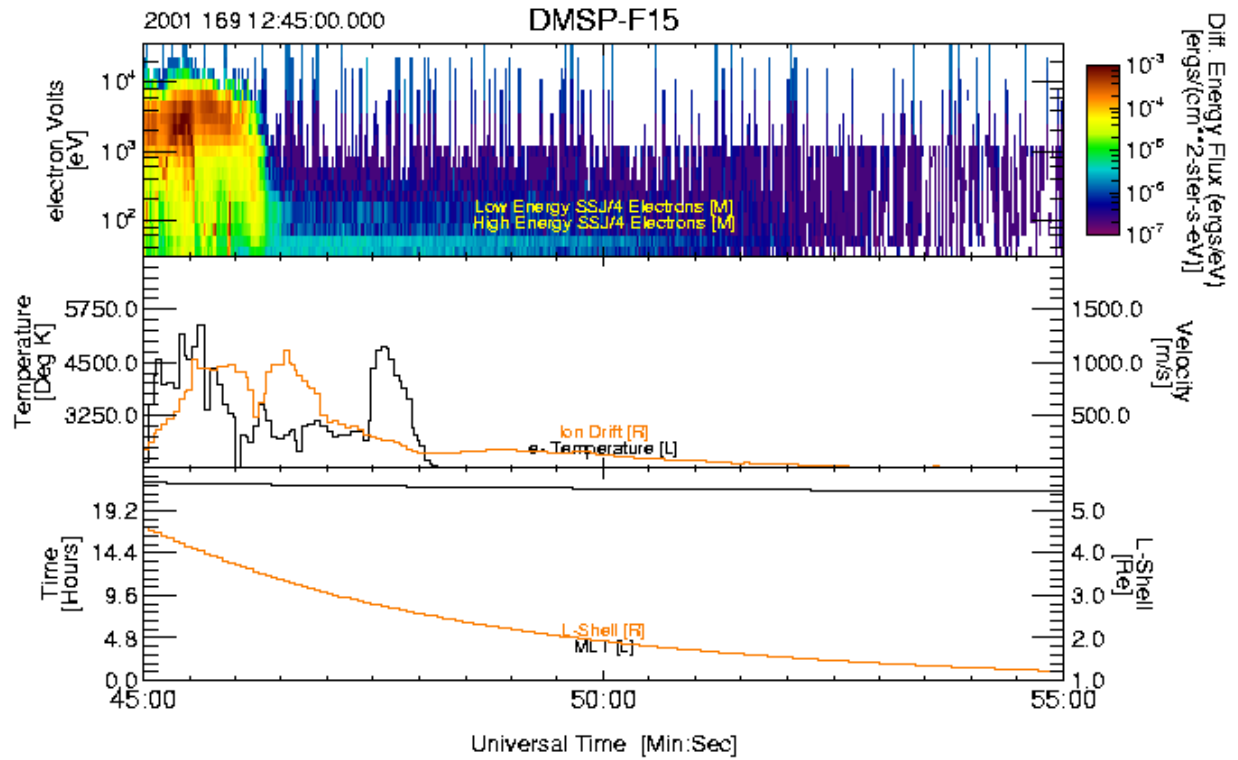 2001 169 12:45:00.000
DMSP-F15
electron Volts
[eV]
10⁴
10³
10²
Low Energy SSJ/4 Electrons [M]
High Energy SSJ/4 Electrons [M]
10⁻³
10⁻⁴
10⁻⁵
10⁻⁶
10⁻⁷
Diff. Energy Flux (ergs/eV)
[ergs/(cm**2-ster-s-eV)]
Temperature
[Deg K]
5750.0
4500.0
3250.0
Ion Drift [R]
e- Temperature [L]
1500.0
1000.0
500.0
Velocity
[m/s]
Time
[Hours]
19.2
14.4
9.6
4.8
0.0
L-Shell [R]
MLT [L]
5.0
4.0
3.0
2.0
1.0
L-Shell
[Re]
45:00
50:00
55:00
Universal Time [Min:Sec]